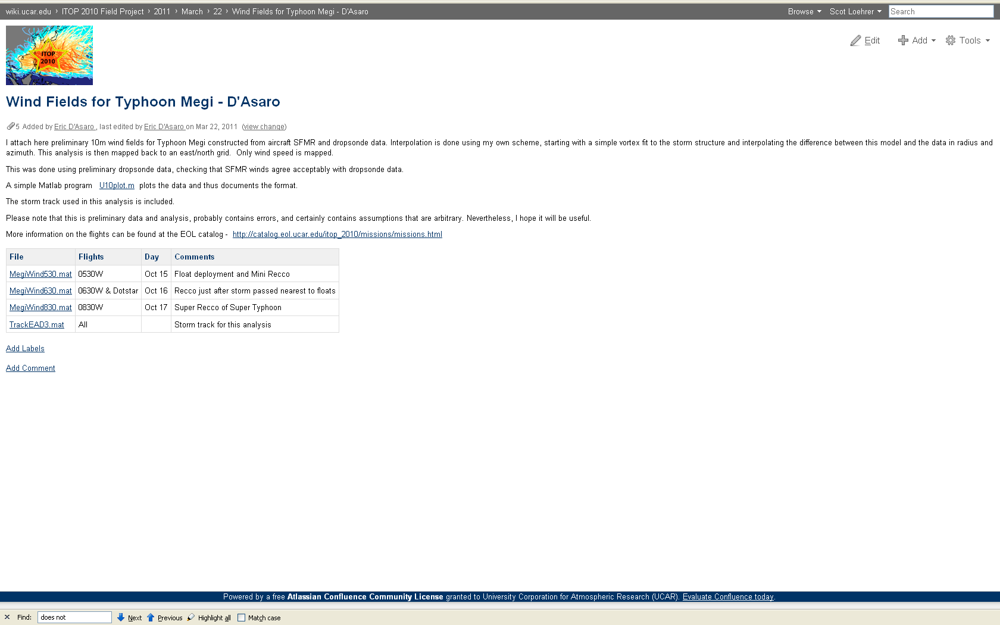 wiki.ucar.edu › ITOP 2010 Field Project › 2011 › March › 22 › Wind Fields for Typhoon Megi - D'Asaro Browse Scot Loehrer Search
ITOP
2010
Edit Add Tools
Wind Fields for Typhoon Megi - D'Asaro
5 Added by Eric D'Asaro , last edited by Eric D'Asaro on Mar 22, 2011 (view change)
I attach here preliminary 10m wind fields for Typhoon Megi constructed from aircraft SFMR and dropsonde data. Interpolation is done using my own scheme, starting with a simple vortex fit to the storm structure and interpolating the difference between this model and the data in radius and
azimuth. This analysis is then mapped back to an east/north grid. Only wind speed is mapped.
This was done using preliminary dropsonde data, checking that SFMR winds agree acceptably with dropsonde data.
A simple Matlab program U10plot.m plots the data and thus documents the format.
The storm track used in this analysis is included.
Please note that this is preliminary data and analysis, probably contains errors, and certainly contains assumptions that are arbitrary. Nevertheless, I hope it will be useful.
More information on the flights can be found at the EOL catalog - http://catalog.eol.ucar.edu/itop_2010/missions/missions.html
File Flights Day Comments
MegiWind530.mat 0530W Oct 15 Float deployment and Mini Recco
MegiWind630.mat 0630W & Dotstar Oct 16 Recco just after storm passed nearest to floats
MegiWind830.mat 0830W Oct 17 Super Recco of Super Typhoon
TrackEAD3.mat All Storm track for this analysis
Add Labels
Add Comment
Powered by a free Atlassian Confluence Community License granted to University Corporation for Atmospheric Research (UCAR). Evaluate Confluence today.
Find: does not Next Previous Highlight all Match case